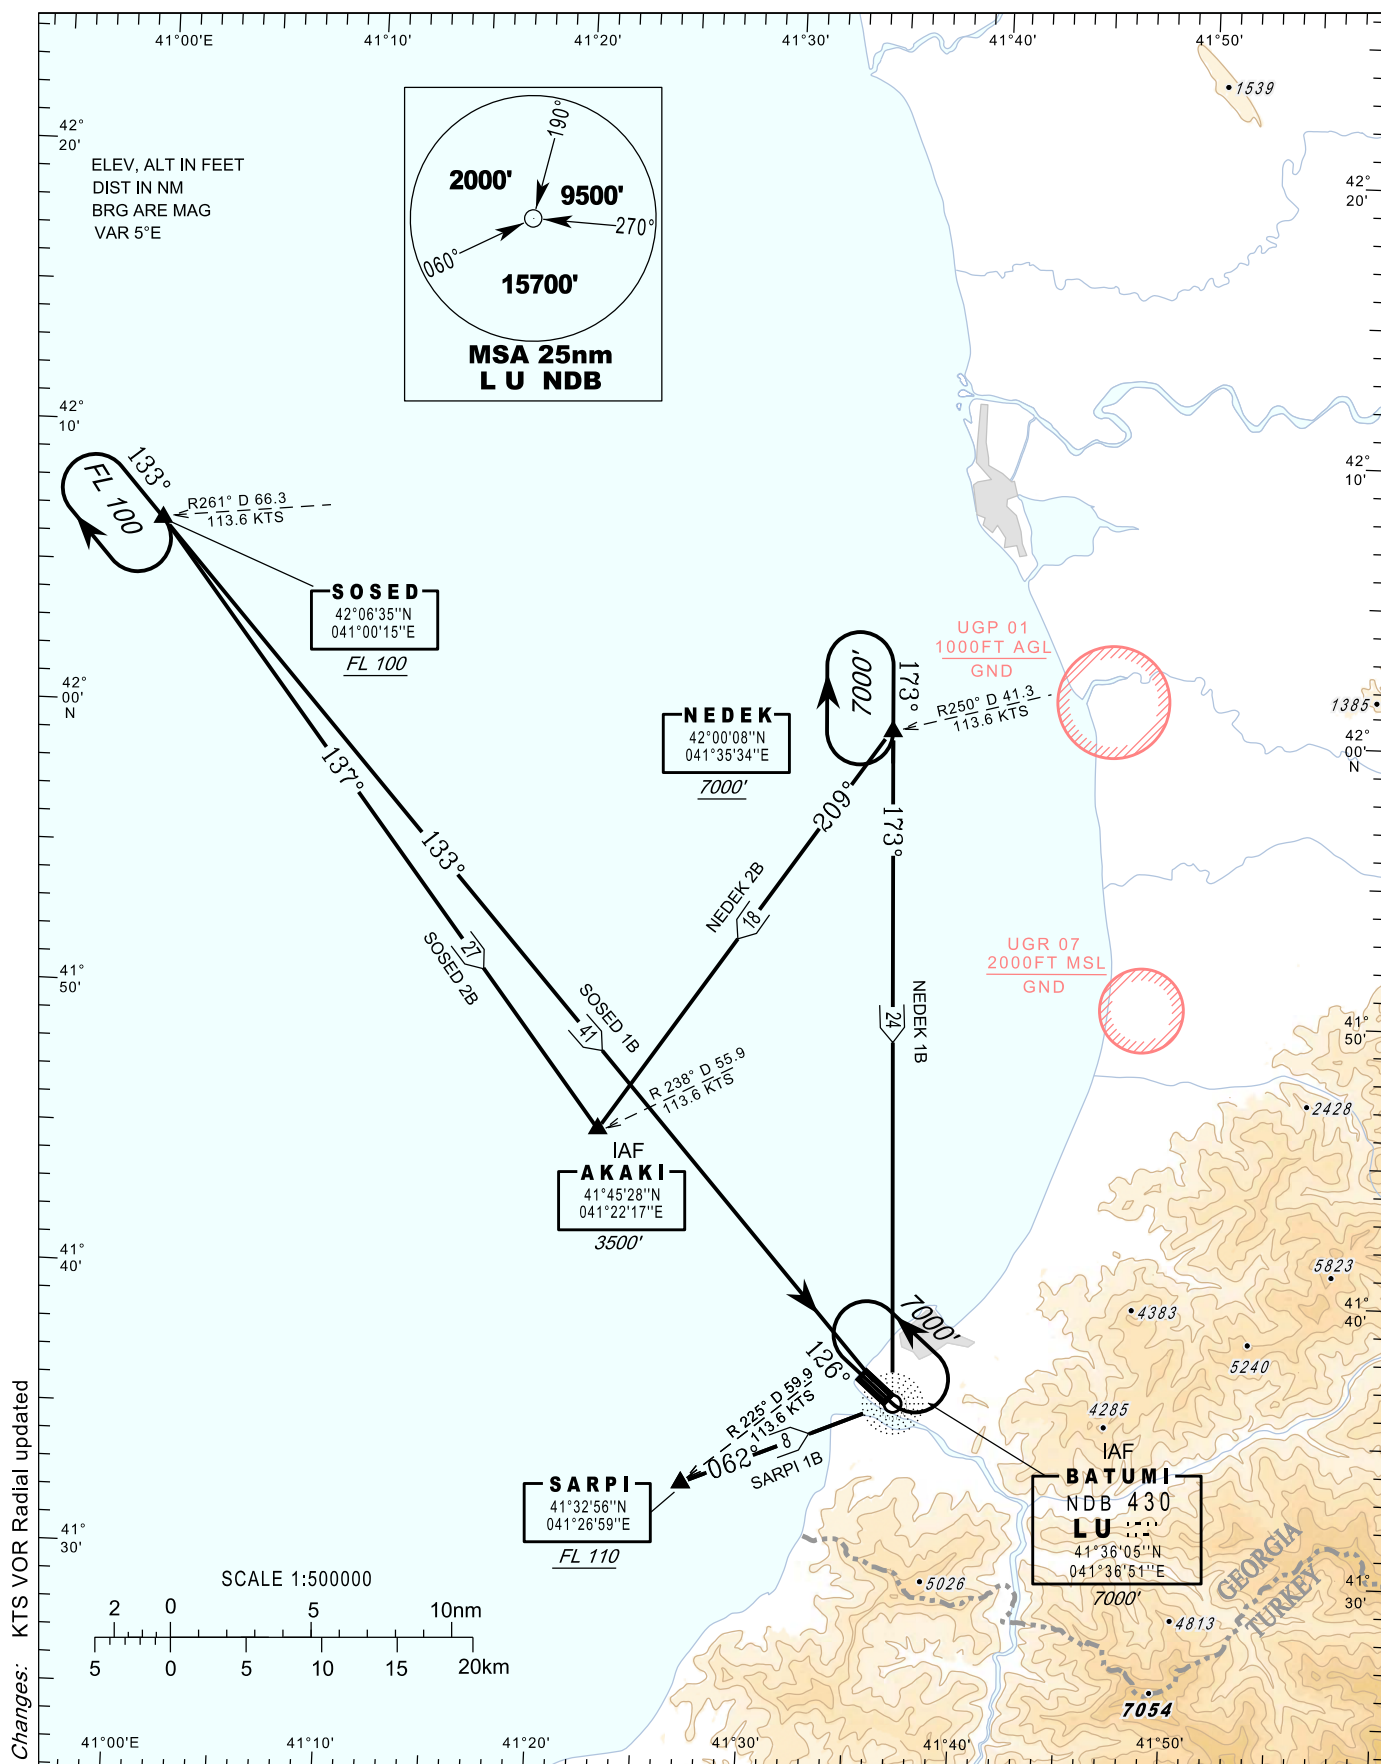 41°00'E
41°10'
41°20'
41°30'
41°40'
41°50'
1539
42°
20'
42°
20'
ELEV, ALT IN FEET
DIST IN NM
BRG ARE MAG
VAR 5°E
190°
2000'
9500'
270°
060°
15700'
MSA 25nm
L U NDB
42°
10'
42°
10'
133°
FL 100
R261° D 66.3
113.6 KTS
SOSED
42°06'35"N
041°00'15"E
FL 100
UGP 01
1000FT AGL
GND
7000'
173°
R250° D 41.3
113.6 KTS
42°
00'
N
1385
42°
00'
N
NEDEK
42°00'08"N
041°35'34"E
7000'
137°
133°
209°
173°
NEDEK 2B
18
27
SOSED 2B
SOSED 1B
41
24
NEDEK 1B
UGR 07
2000FT MSL
GND
41°
50'
41°
50'
R 238° D 55.9
113.6 KTS
2428
IAF
AKAKI
41°45'28"N
041°22'17"E
3500'
41°
40'
5823
41°
40'
4383
5240
7000'
126°
R 225° D 59.9
113.6 KTS
062°
8
SARPI 1B
4285
SARPI
41°32'56"N
041°26'59"E
FL 110
IAF
BATUMI
NDB 430
LU
41°36'05"N
041°36'51"E
7000'
41°
30'
41°
30'
GEORGIA
TURKEY
5026
4813
7054
SCALE 1:500000
2 0 5 10nm
5 0 5 10 15 20km
Changes: KTS VOR Radial updated
41°00'E
41°10'
41°20'
41°30'
41°40'
41°50'